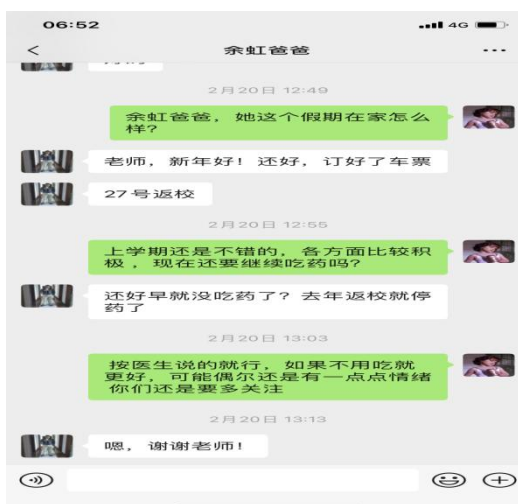 06:52
4G
余虹爸爸
2月20日 12:49
余虹爸爸，她这个假期在家怎么
样？
老师，新年好！还好，订好了车票
27号返校
2月20日 12:55
上学期还是不错的，各方面比较积
极，现在还要继续吃药吗？
还好早就没吃药了？去年返校就停
药了
2月20日 13:03
按医生说的就行，如果不用吃就
更好，可能偶尔还是有一点点情绪
你们还是要多关注
2月20日 13:13
嗯，谢谢老师！